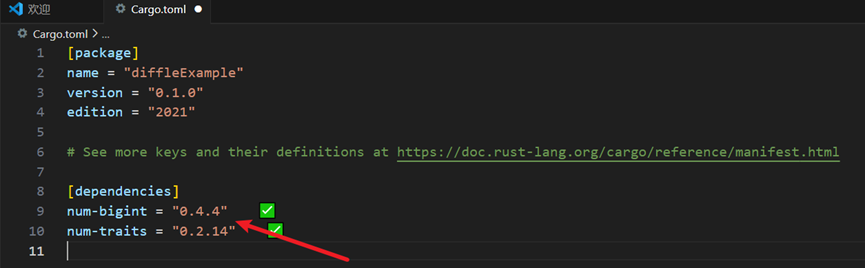 欢迎 Cargo.toml ●
Cargo.toml > ...
1 [package]
2 name = "diffleExample"
3 version = "0.1.0"
4 edition = "2021"
5
6 # See more keys and their definitions at https://doc.rust-lang.org/cargo/reference/manifest.html
7
8 [dependencies]
9 num-bigint = "0.4.4" ✅
10 num-traits = "0.2.14" ✅
11